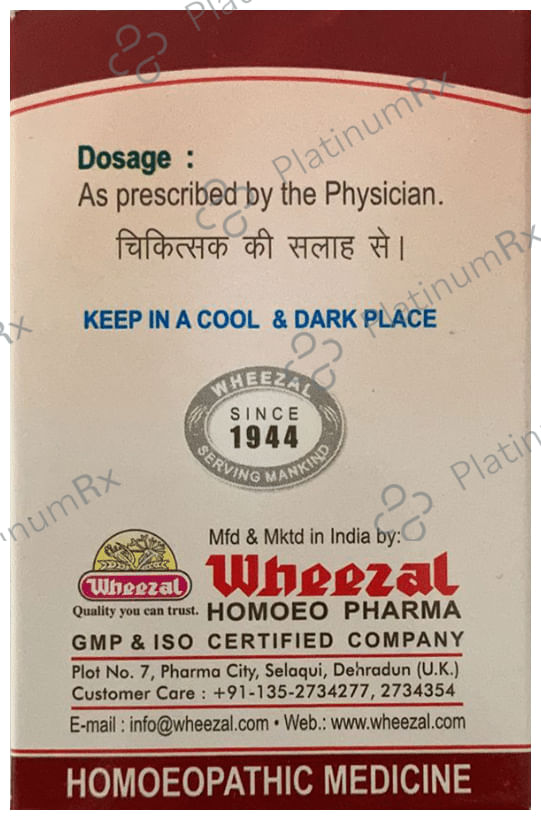 Dosage :
As prescribed by the Physician.
चिकित्सक की सलाह से।
KEEP IN A COOL & DARK PLACE
WHEEZAL
SINCE
1944
SERVING MANKIND
Mfd & Mktd in India by:
Wheezal
Wheezal
Quality you can trust.
HOMOEO PHARMA
GMP & ISO CERTIFIED COMPANY
Plot No. 7, Pharma City, Selaqui, Dehradun (U.K.)
Customer Care : +91-135-2734277, 2734354
E-mail : info@wheezal.com • Web.: www.wheezal.com
HOMOEOPATHIC MEDICINE
PlatinumRx
PlatinumRx